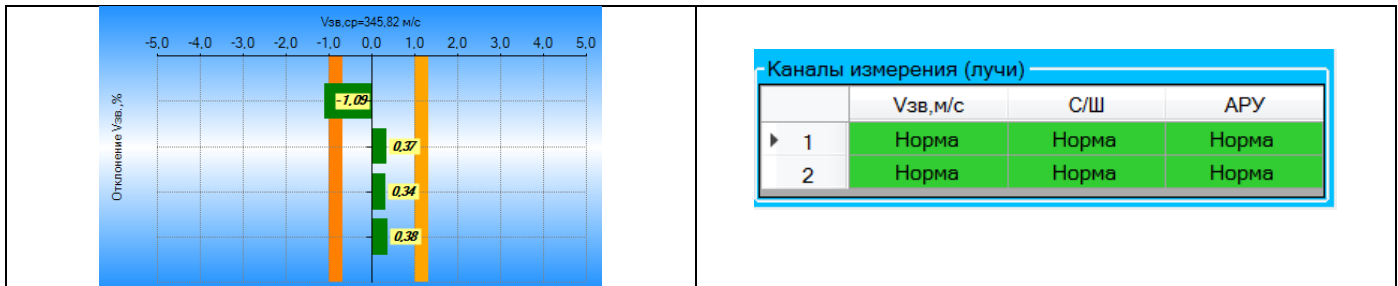 Vзв,ср=345,82 м/с
-5,0 -4,0 -3,0 -2,0 -1,0 0,0 1,0 2,0 3,0 4,0 5,0
Отклонение Vзв.,%
-1,09
0,37
0,34
0,38
Каналы измерения (лучи)
Vзв,м/с С/Ш АРУ
1 Норма Норма Норма
2 Норма Норма Норма